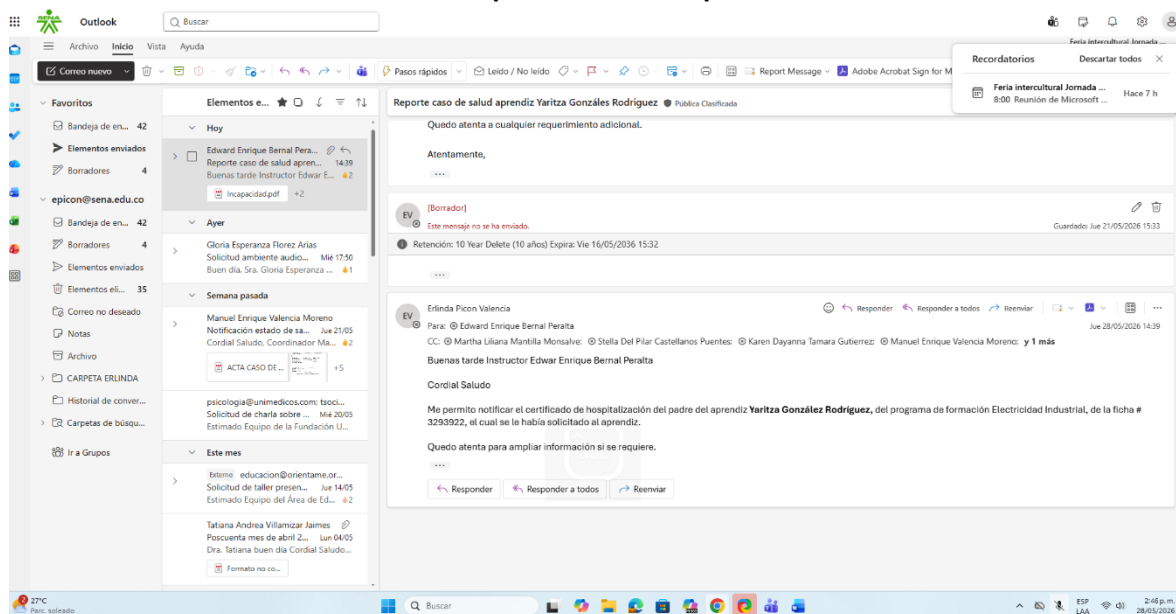 SENA
Outlook
Buscar
Archivo Inicio Vista Ayuda
Feria intercultural Jornada ...
Correo nuevo
Pasos rápidos
Leído / No leído
Report Message
Adobe Acrobat Sign for M
Recordatorios
Descartar todos
Feria intercultural Jornada ...
8:00 Reunión de Microsoft ...
Hace 7 h
Favoritos
Bandeja de en... 42
Elementos enviados
Borradores 4
epicon@sena.edu.co
Bandeja de en... 42
Borradores 4
Elementos enviados
Elementos eli... 35
Correo no deseado
Notas
Archivo
CARPETA ERLINDA
Historial de conver...
Carpetas de búsqu...
Ir a Grupos
Elementos e...
Hoy
Edward Enrique Bernal Pera...
Reporte caso de salud apren... 14:39
Buenas tarde Instructor Edwar E... 2
Incapacidad.pdf +2
Ayer
Gloria Esperanza Florez Arias
Solicitud ambiente audio... Mié 17:50
Buen día, Sra. Gloria Esperanza ... 1
Semana pasada
Manuel Enrique Valencia Moreno
Notificación estado de sa... Jue 21/05
Cordial Saludo, Coordinador Ma... 2
ACTA CASO DE ... +5
psicologia@unimedicos.com; tsoci...
Solicitud de charla sobre ... Mié 20/05
Estimado Equipo de la Fundación U...
Este mes
Externo educacion@orientame.or...
Solicitud de taller presen... Jue 14/05
Estimado Equipo del Área de Ed... 2
Tatiana Andrea Villamizar Jaimes
Poscuenta mes de abril 2... Lun 04/05
Dra. Tatiana buen día Cordial Saludo...
Formato no co...
Reporte caso de salud aprendiz Yaritza Gonzáles Rodriguez Pública Clasificada
Quedo atenta a cualquier requerimiento adicional.
Atentamente,
EV
[Borrador]
Este mensaje no se ha enviado.
Guardado: Jue 21/05/2026 15:33
Retención: 10 Year Delete (10 años) Expira: Vie 16/05/2036 15:32
EV
Erlinda Picon Valencia
Responder Responder a todos Reenviar
Para: Edward Enrique Bernal Peralta
Jue 28/05/2026 14:39
CC: Martha Liliana Mantilla Monsalve; Stella Del Pilar Castellanos Puentes; Karen Dayanna Tamara Gutierrez; Manuel Enrique Valencia Moreno; y 1 más
Buenas tarde Instructor Edwar Enrique Bernal Peralta
Cordial Saludo
Me permito notificar el certificado de hospitalización del padre del aprendiz Yaritza González Rodríguez, del programa de formación Electricidad Industrial, de la ficha #
3293922, el cual se le había solicitado al aprendiz.
Quedo atenta para ampliar información si se requiere.
Responder Responder a todos Reenviar
2
27°C
Parc. soleado
Buscar
ESP
LAA
2:46 p.m.
28/05/2026